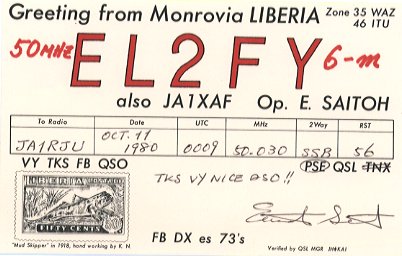 Greeting from Monrovia LIBERIA Zone 35 WAZ
46 ITU
50MHZ EL2FY 6-m
also JA1XAF Op. E. SAITOH
To Radio Date UTC MHz 2Way RST
JA1RJU OCT. 11 1980 0009 50.030 SSB 56
VY TKS FB QSO PSE QSL TNX
TKS VY NICE QSO!!
LIBERIA
FIFTY CENTS
"Mud Skipper" in 1918, hand working by K. N.
FB DX es 73's
Verified by QSL MGR